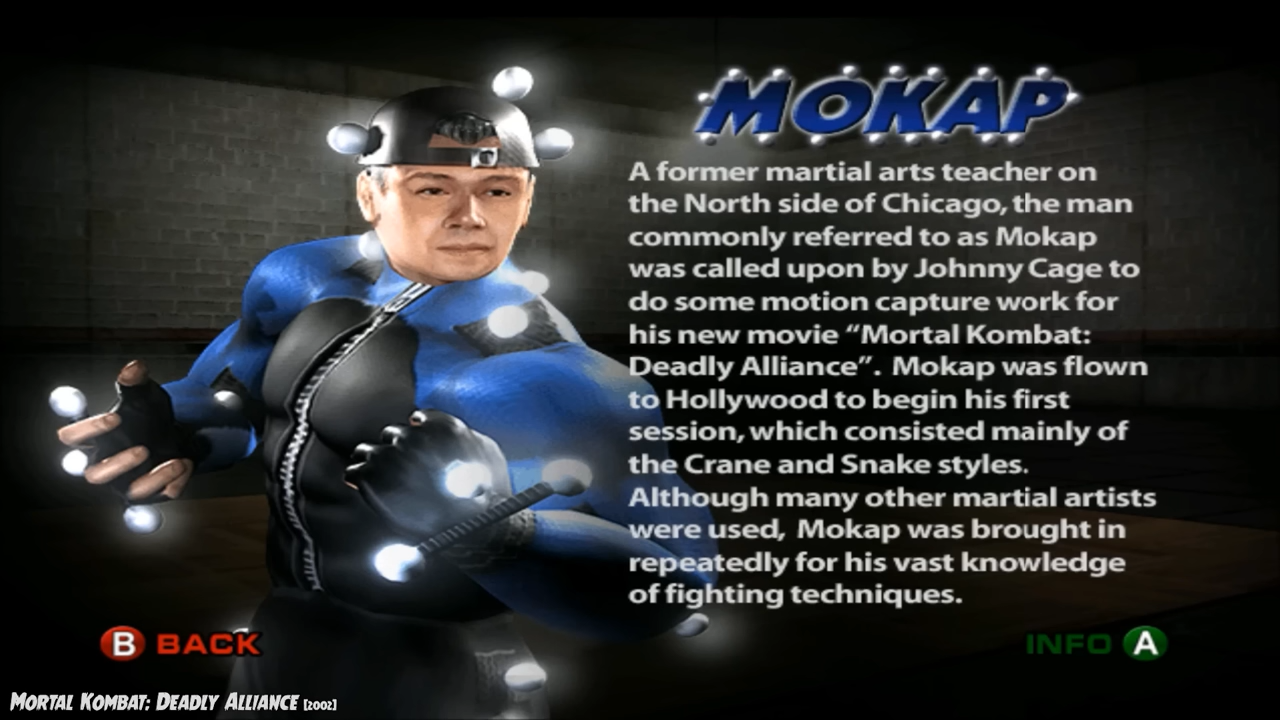 MOKAP
A former martial arts teacher on
the North side of Chicago, the man
commonly referred to as Mokap
was called upon by Johnny Cage to
do some motion capture work for
his new movie “Mortal Kombat:
Deadly Alliance”. Mokap was flown
to Hollywood to begin his first
session, which consisted mainly of
the Crane and Snake styles.
Although many other martial artists
were used, Mokap was brought in
repeatedly for his vast knowledge
of fighting techniques.
B BACK
INFO A
Mortal Kombat: Deadly Alliance [2002]